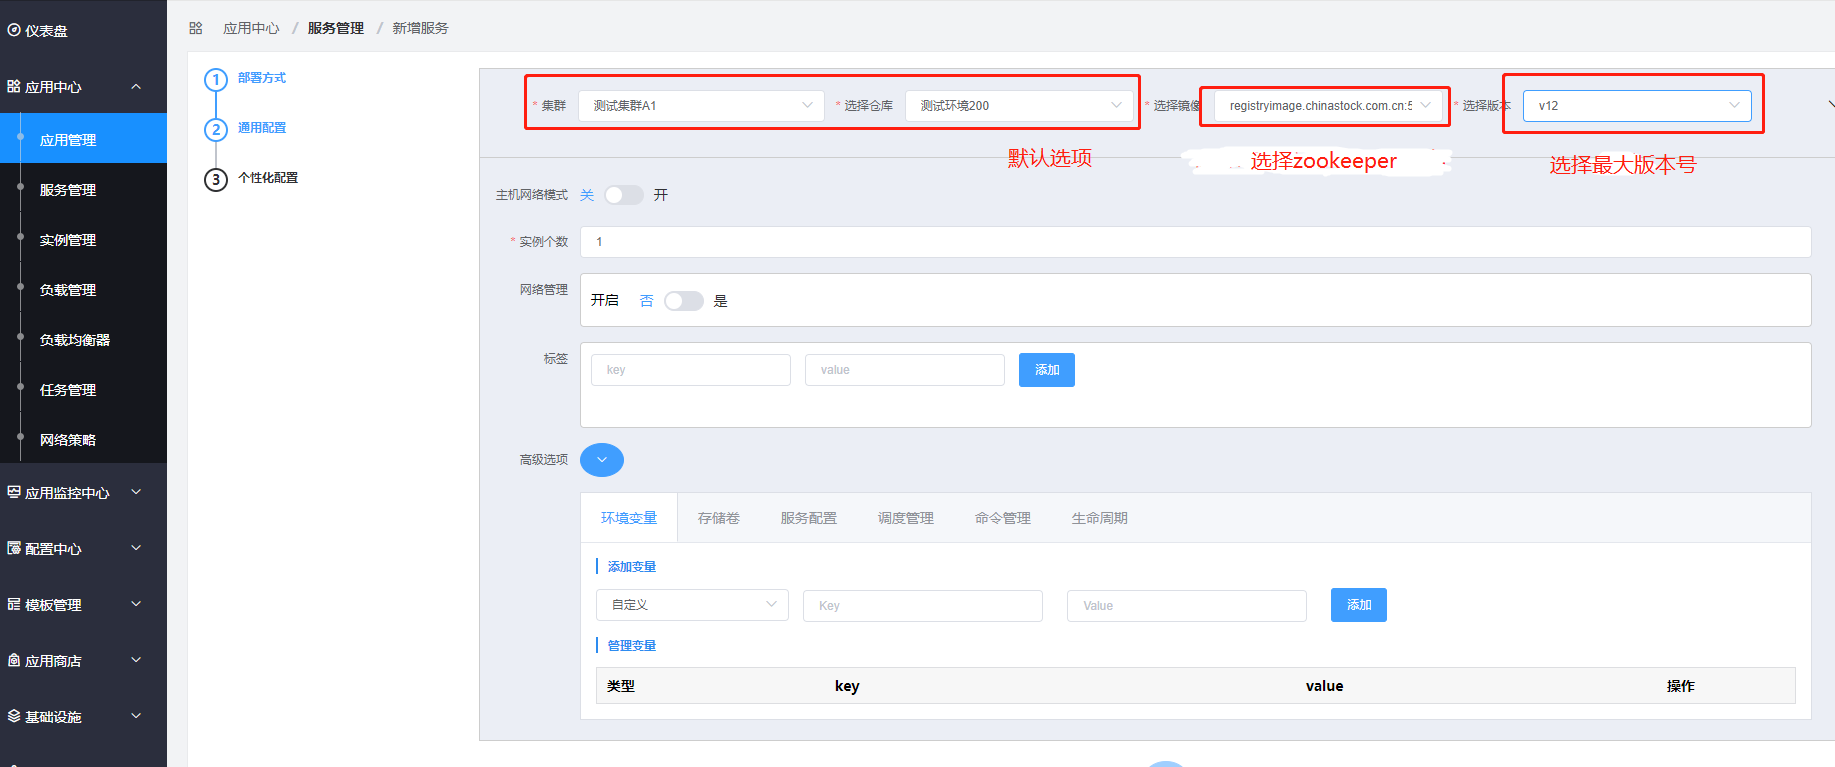 仪表盘
应用中心
应用管理
服务管理
实例管理
负载管理
负载均衡器
任务管理
网络策略
应用监控中心
配置中心
模板管理
应用商店
基础设施
应用中心 / 服务管理 / 新增服务
1 部署方式
2 通用配置
3 个性化配置
* 集群 测试集群A1 * 选择仓库 测试环境200 * 选择镜像 registryimage.chinastock.com.cn:5 * 选择版本 v12
默认选项 选择zookeeper 选择最大版本号
主机网络模式 关 开
* 实例个数 1
网络管理 开启 否 是
标签 key value 添加
高级选项
环境变量 存储卷 服务配置 调度管理 命令管理 生命周期
添加变量
自定义 Key Value 添加
管理变量
类型 key value 操作